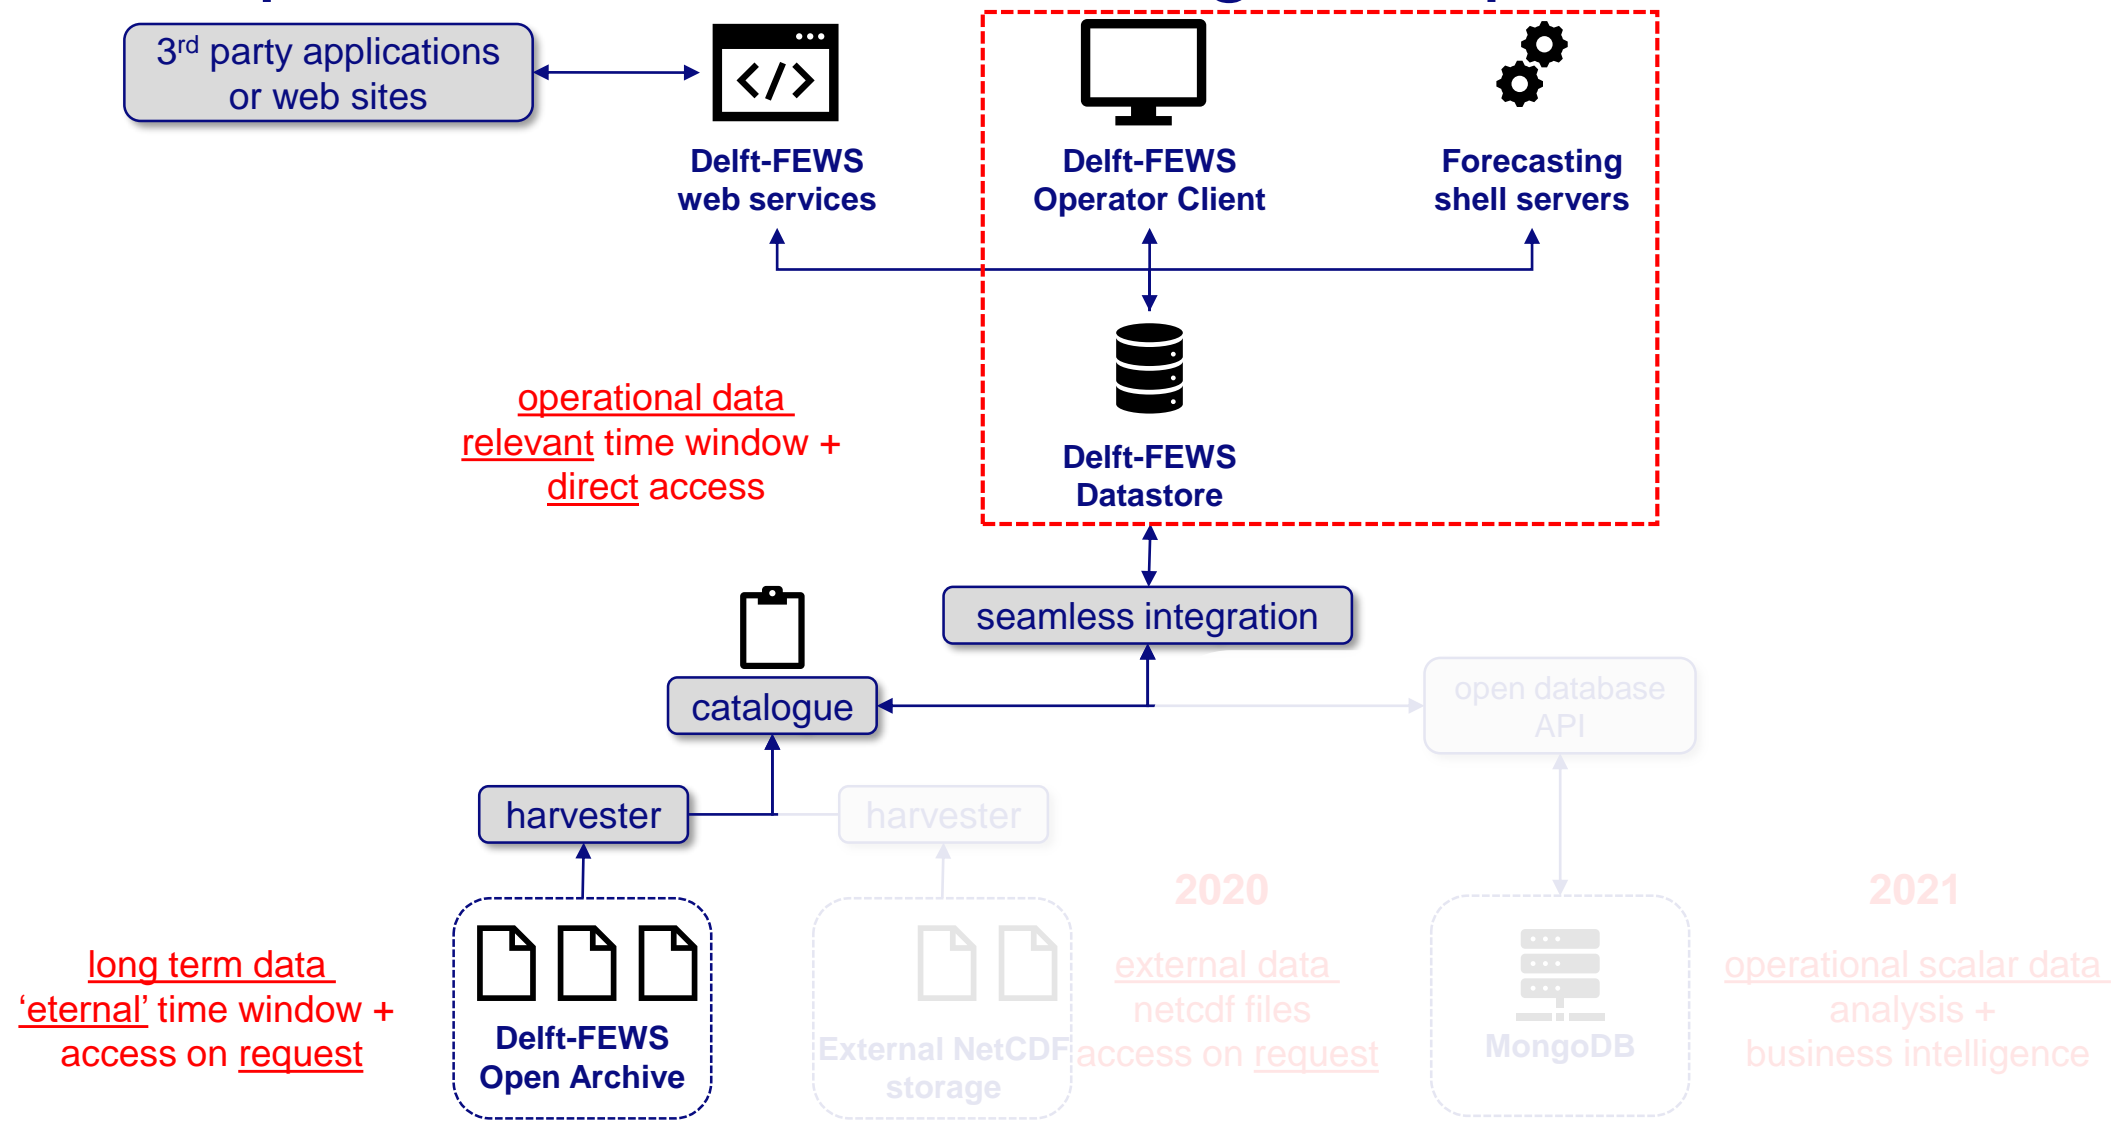 3rd party applications
or web sites
</>
Delft-FEWS
web services
Delft-FEWS
Operator Client
Forecasting
shell servers
operational data
relevant time window +
direct access
Delft-FEWS
Datastore
seamless integration
catalogue
open database
API
harvester
harvester
2020
2021
long term data
‘eternal’ time window +
access on request
Delft-FEWS
Open Archive
External NetCDF
storage
external data
netcdf files
access on request
MongoDB
operational scalar data
analysis +
business intelligence